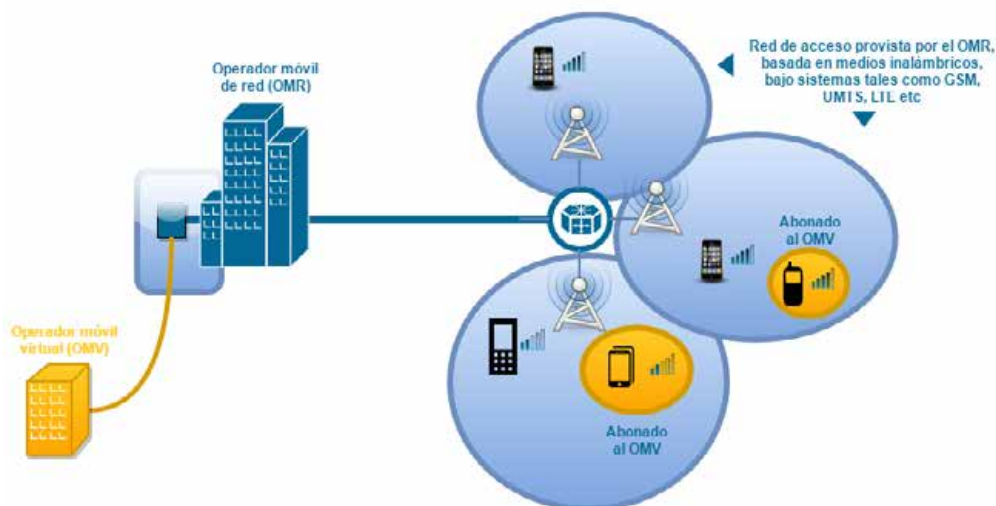 Red de acceso provista por el OMR,
basada en medios inalámbricos,
bajo sistemas tales como GSM,
UMTS, LTE etc
Operador móvil
de red (OMR)
Abonado
al OMV
Operador móvil
virtual (OMV)
Abonado
al OMV